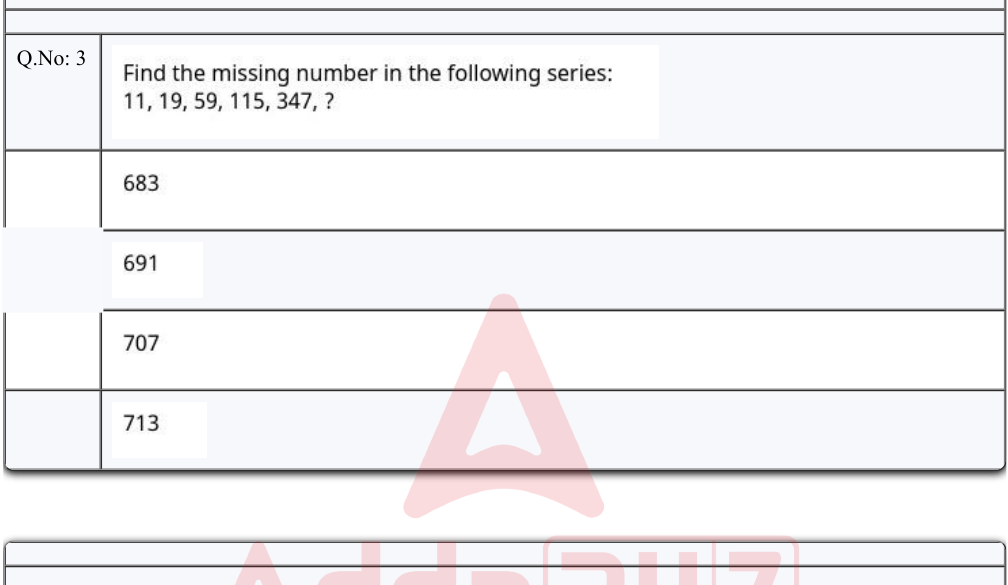 Q.No: 3
Find the missing number in the following series:
11, 19, 59, 115, 347, ?
683
691
707
713